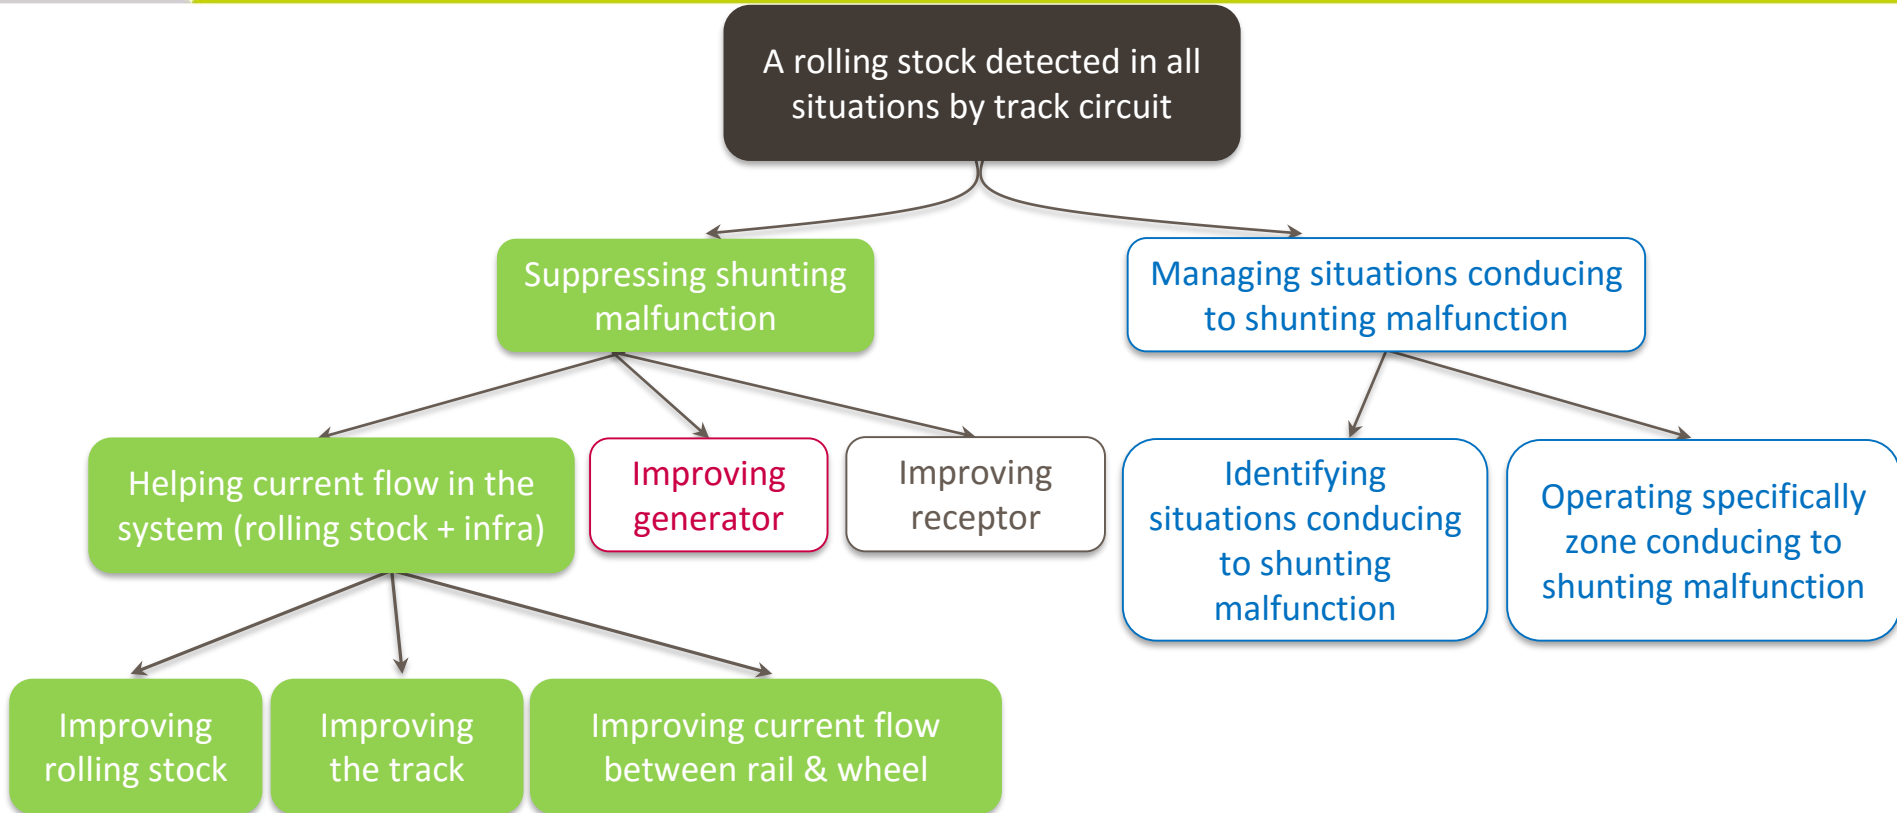 A rolling stock detected in all
situations by track circuit
Suppressing shunting
malfunction
Managing situations conducing
to shunting malfunction
Helping current flow in the
system (rolling stock + infra)
Improving
generator
Improving
receptor
Identifying
situations conducing
to shunting
malfunction
Operating specifically
zone conducing to
shunting malfunction
Improving
rolling stock
Improving
the track
Improving current flow
between rail & wheel